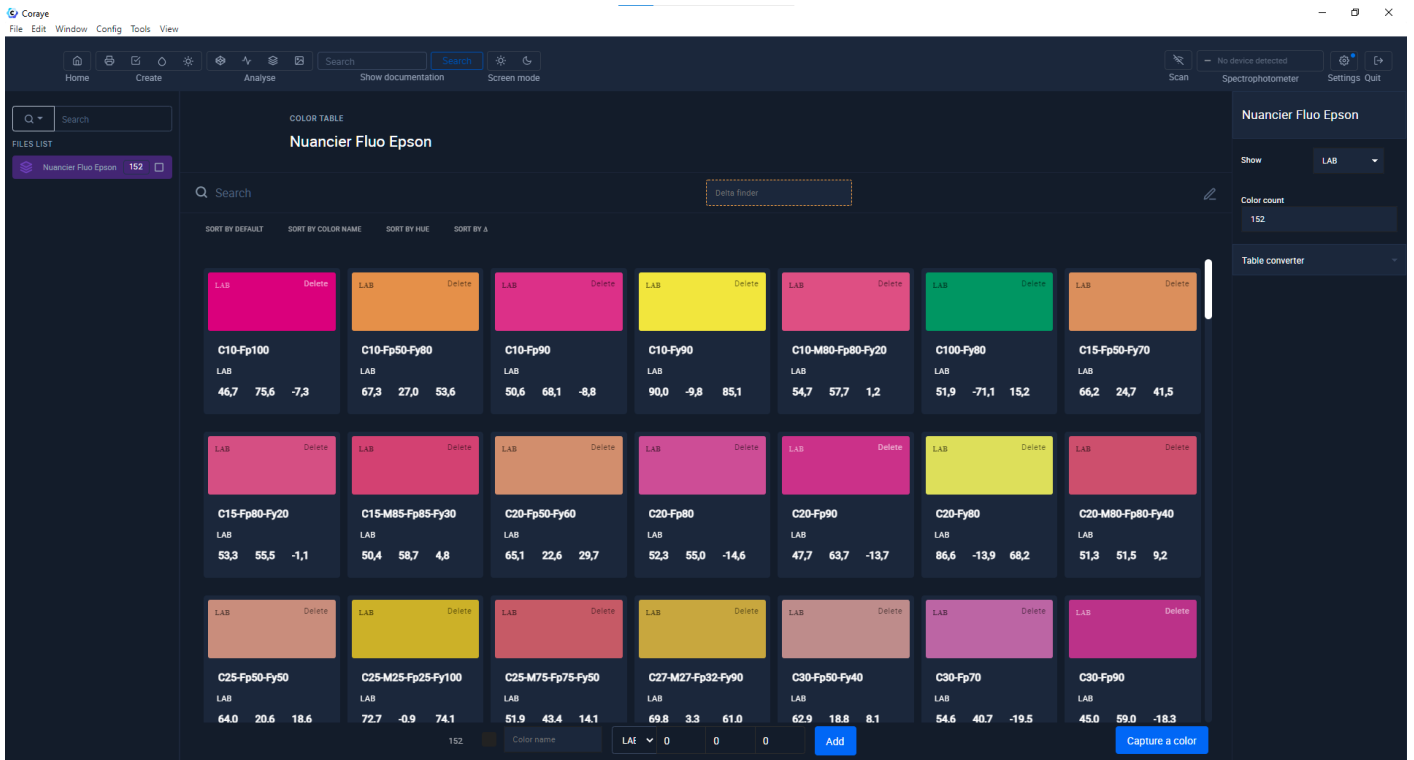 Coraye
File Edit Window Config Tools View
Search Search
No device detected
Home Create Analyse Show documentation Screen mode Scan Spectrophotometer Settings Quit
Search
FILES LIST
Nuancier Fluo Epson 152
COLOR TABLE
Nuancier Fluo Epson
Search
Delta finder
SORT BY DEFAULT SORT BY COLOR NAME SORT BY HUE SORT BY Δ
LAB Delete LAB Delete LAB Delete LAB Delete LAB Delete LAB Delete LAB Delete
C10-Fp100 C10-Fp50-Fy80 C10-Fp90 C10-Fy90 C10-M80-Fp80-Fy20 C100-Fy80 C15-Fp50-Fy70
LAB LAB LAB LAB LAB LAB LAB
46,7 75,6 -7,3 67,3 27,0 53,6 50,6 68,1 -8,8 90,0 -9,8 85,1 54,7 57,7 1,2 51,9 -71,1 15,2 66,2 24,7 41,5
LAB Delete LAB Delete LAB Delete LAB Delete LAB Delete LAB Delete LAB Delete
C15-Fp80-Fy20 C15-M85-Fp85-Fy30 C20-Fp50-Fy60 C20-Fp80 C20-Fp90 C20-Fy80 C20-M80-Fp80-Fy40
LAB LAB LAB LAB LAB LAB LAB
53,3 55,5 -1,1 50,4 58,7 4,8 65,1 22,6 29,7 52,3 55,0 -14,6 47,7 63,7 -13,7 86,6 -13,9 68,2 51,3 51,5 9,2
LAB Delete LAB Delete LAB Delete LAB Delete LAB Delete LAB Delete LAB Delete
C25-Fp50-Fy50 C25-M25-Fp25-Fy100 C25-M75-Fp75-Fy50 C27-M27-Fp32-Fy90 C30-Fp50-Fy40 C30-Fp70 C30-Fp90
LAB LAB LAB LAB LAB LAB LAB
64,0 20,6 18,6 72,7 -0,9 74,1 51,9 43,4 14,1 69,8 3,3 61,0 62,9 18,8 8,1 54,6 40,7 -19,5 45,0 59,0 -18,3
152 Color name LAB 0 0 0 Add Capture a color
Nuancier Fluo Epson
Show LAB
Color count
152
Table converter